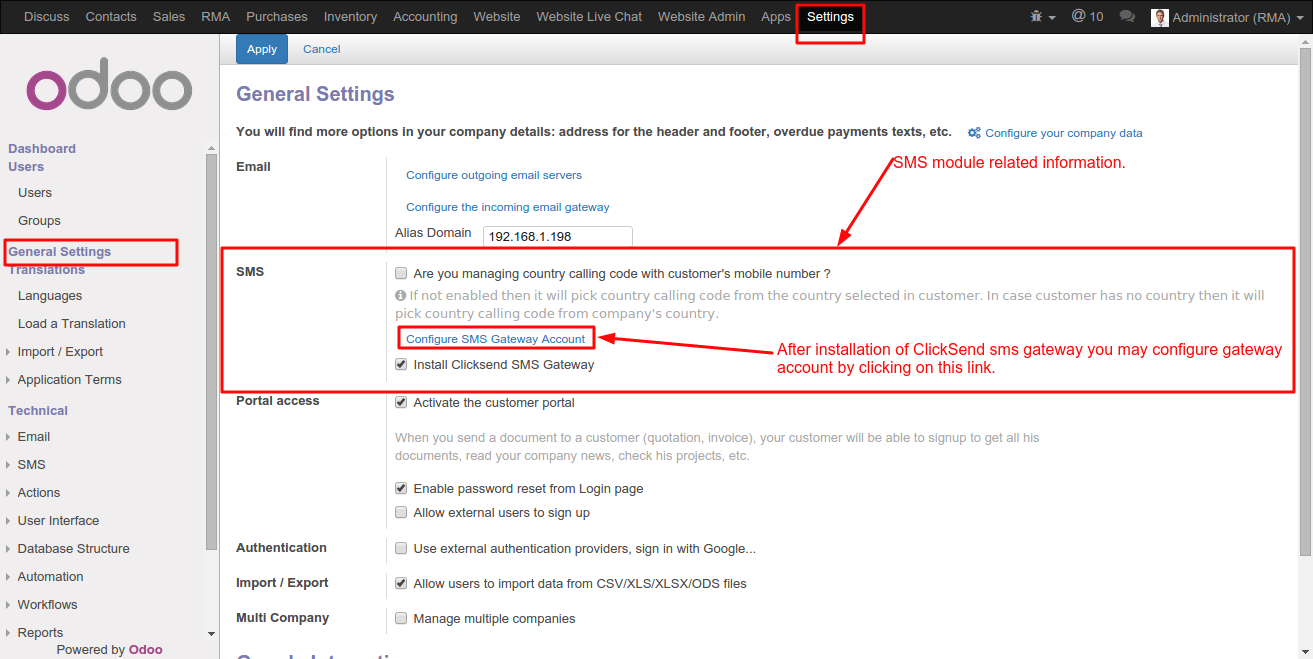 Discuss Contacts Sales RMA Purchases Inventory Accounting Website Website Live Chat Website Admin Apps Settings @ 10 Administrator (RMA)
Apply Cancel
odoo
Dashboard
Users
Users
Groups
General Settings
Translations
Languages
Load a Translation
Import / Export
Application Terms
Technical
Email
SMS
Actions
User Interface
Database Structure
Automation
Workflows
Reports
Powered by Odoo
General Settings
You will find more options in your company details: address for the header and footer, overdue payments texts, etc. Configure your company data
SMS module related information.
Email
Configure outgoing email servers
Configure the incoming email gateway
Alias Domain 192.168.1.198
SMS
Are you managing country calling code with customer's mobile number ?
If not enabled then it will pick country calling code from the country selected in customer. In case customer has no country then it will
pick country calling code from company's country.
Configure SMS Gateway Account
After installation of ClickSend sms gateway you may configure gateway
account by clicking on this link.
Install Clicksend SMS Gateway
Portal access
Activate the customer portal
When you send a document to a customer (quotation, invoice), your customer will be able to signup to get all his
documents, read your company news, check his projects, etc.
Enable password reset from Login page
Allow external users to sign up
Authentication
Use external authentication providers, sign in with Google...
Import / Export
Allow users to import data from CSV/XLS/XLSX/ODS files
Multi Company
Manage multiple companies